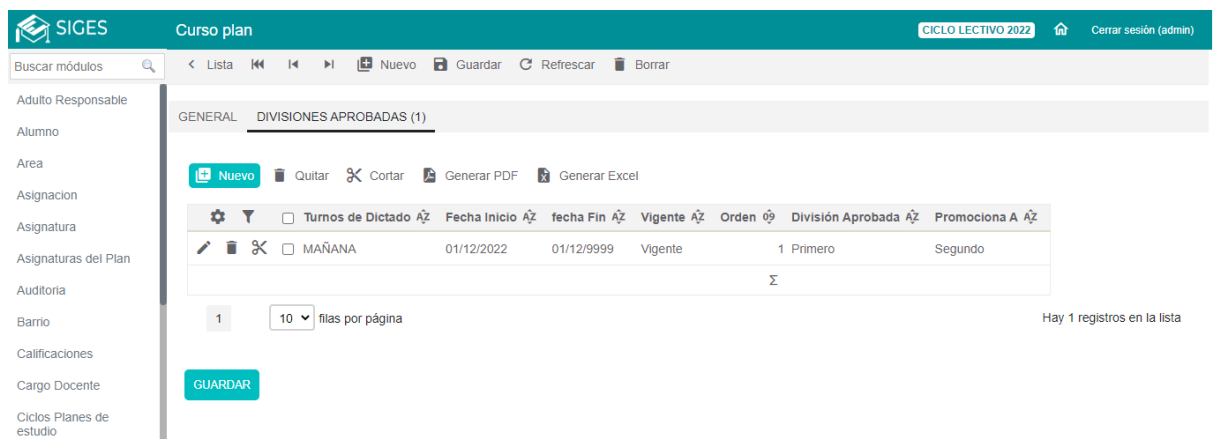 SIGES
Curso plan
CICLO LECTIVO 2022
Cerrar sesión (admin)
Buscar módulos
Lista
Nuevo
Guardar
Refrescar
Borrar
Adulto Responsable
Alumno
Area
Asignacion
Asignatura
Asignaturas del Plan
Auditoria
Barrio
Calificaciones
Cargo Docente
Ciclos Planes de
estudio
GENERAL
DIVISIONES APROBADAS (1)
Nuevo
Quitar
Cortar
Generar PDF
Generar Excel
Turnos de Dictado Fecha Inicio fecha Fin Vigente Orden División Aprobada Promociona A
MAÑANA 01/12/2022 01/12/9999 Vigente 1 Primero Segundo
Σ
1
10 filas por página
Hay 1 registros en la lista
GUARDAR